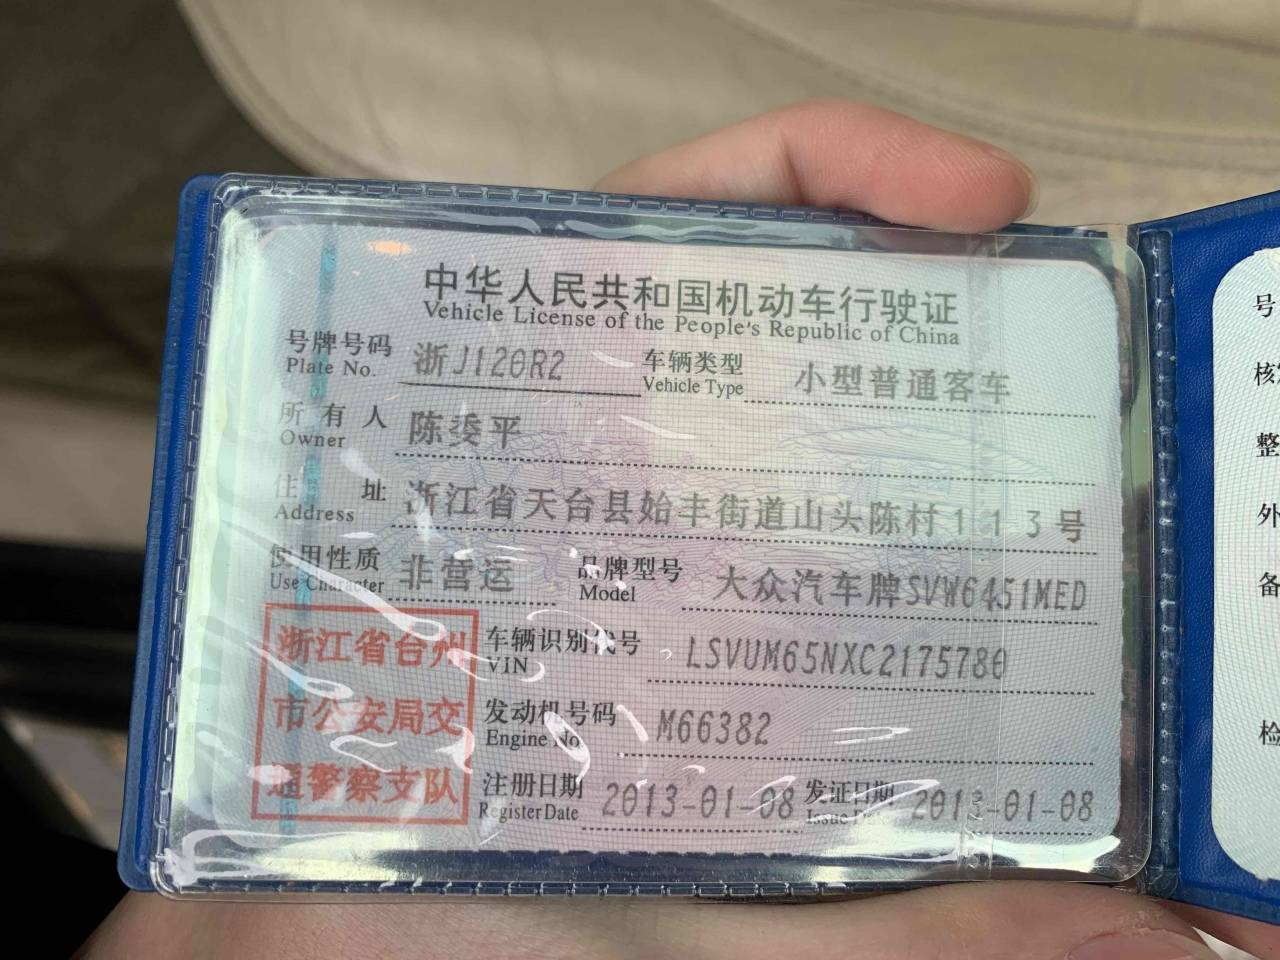 中华人民共和国机动车行驶证
Vehicle License of the People's Republic of China
号牌号码 浙J120R2 车辆类型 小型普通客车
Plate No. Vehicle Type
所有人 陈委平
Owner
住址 浙江省天台县始丰街道山头陈村113号
Address
使用性质 非营运 品牌型号 大众汽车牌SVW6451MED
Use Character Model
浙江省台州
市公安局交
通警察支队
车辆识别代号 LSVUM65NXC2175780
VIN
发动机号码 M66382
Engine No
注册日期 2013-01-08 发证日期 2013-01-08
Register Date Issue Date
号
核
整
外
备
检